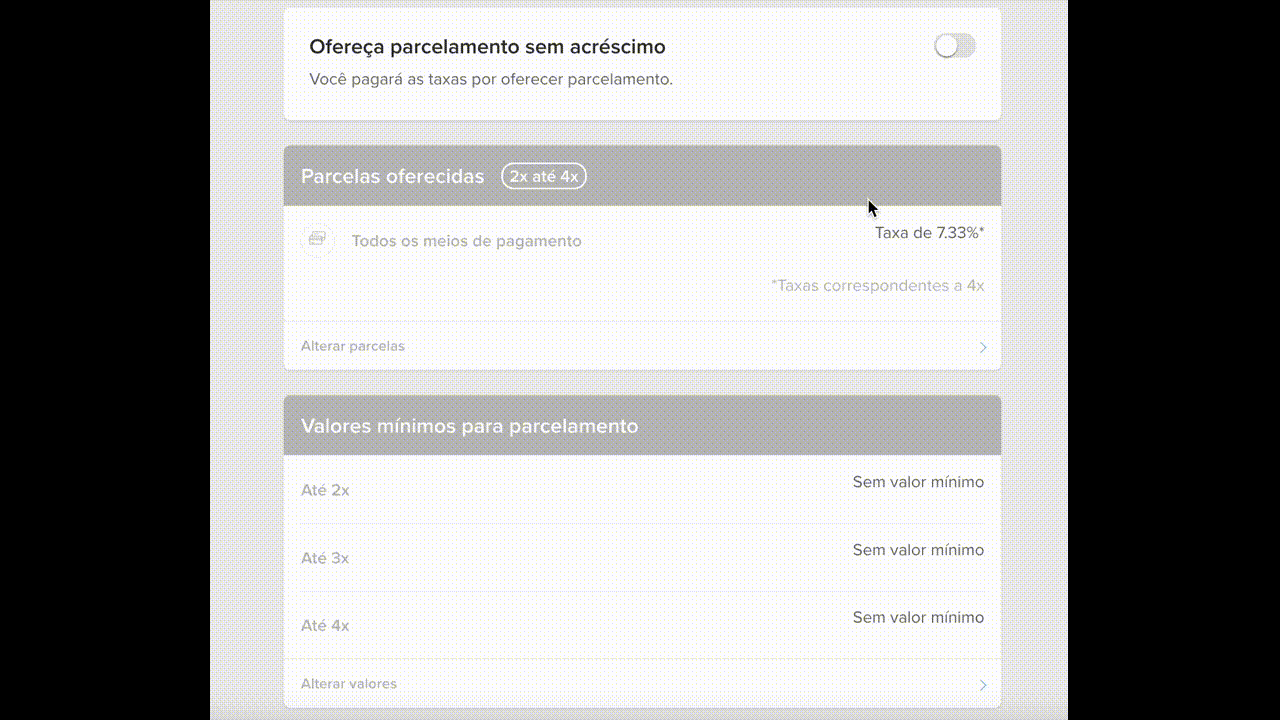 Ofereça parcelamento sem acréscimo
Você pagará as taxas por oferecer parcelamento.
Parcelas oferecidas 2x até 4x
Todos os meios de pagamento Taxa de 7.33%*
*Taxas correspondentes a 4x
Alterar parcelas
Valores mínimos para parcelamento
Até 2x Sem valor mínimo
Até 3x Sem valor mínimo
Até 4x Sem valor mínimo
Alterar valores